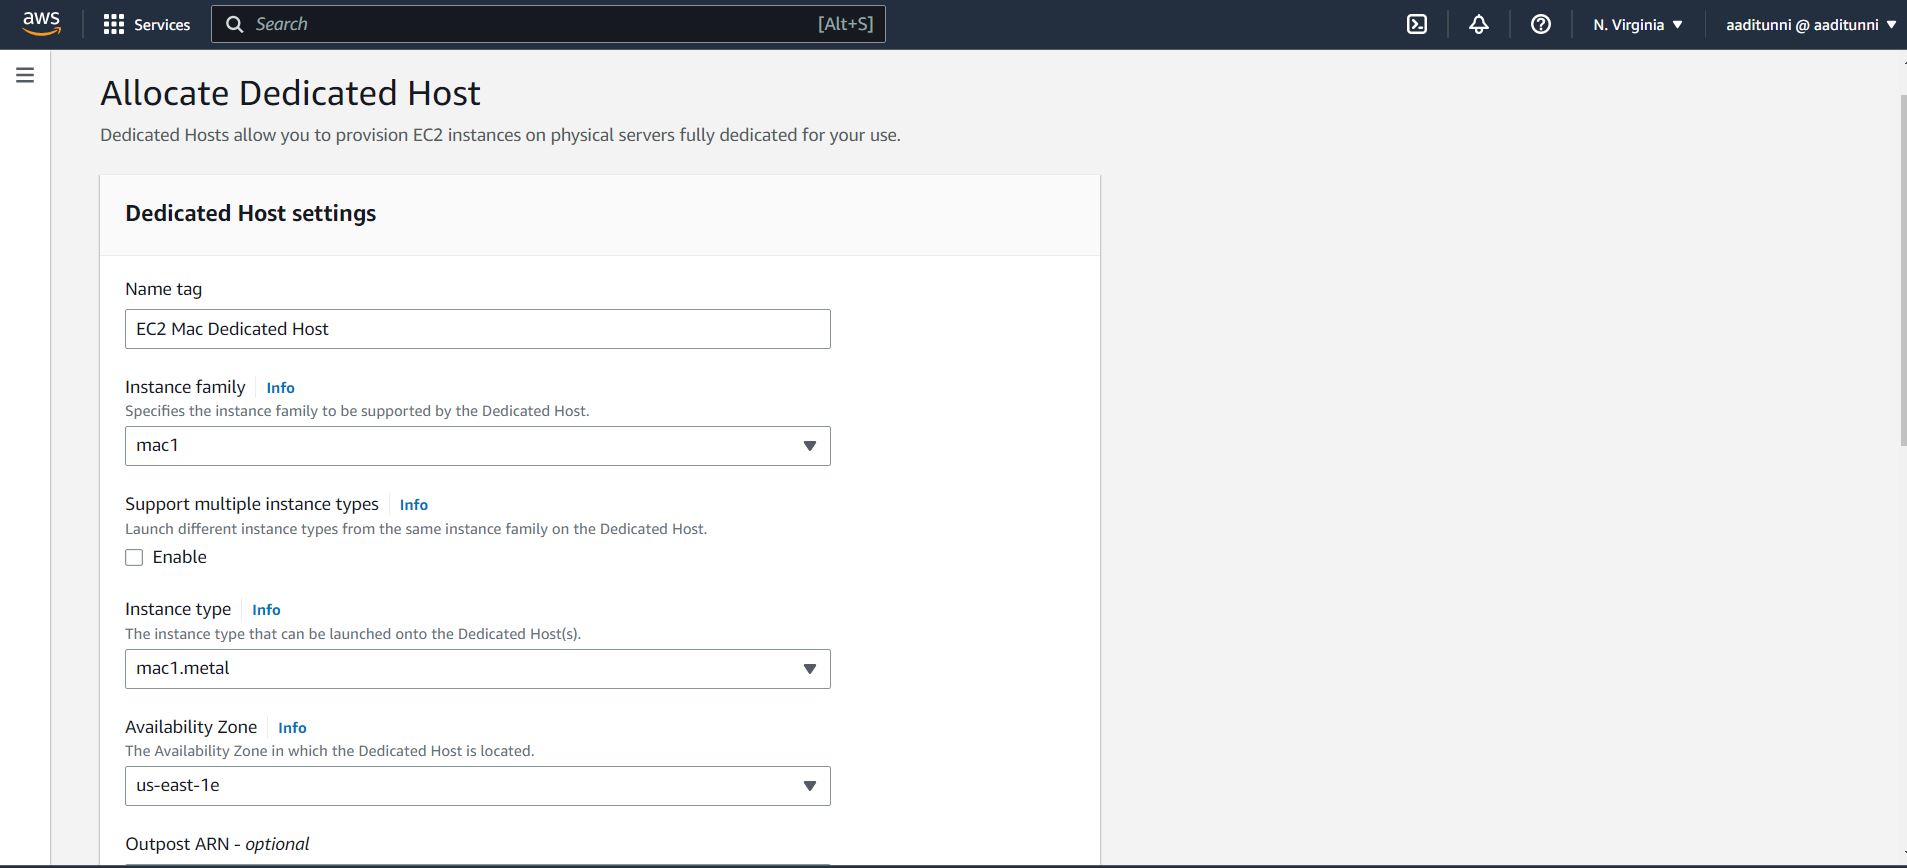 aws
Services
Search [Alt+S]
N. Virginia
aaditunni @ aaditunni
Allocate Dedicated Host
Dedicated Hosts allow you to provision EC2 instances on physical servers fully dedicated for your use.
Dedicated Host settings
Name tag
EC2 Mac Dedicated Host
Instance family Info
Specifies the instance family to be supported by the Dedicated Host.
mac1
Support multiple instance types Info
Launch different instance types from the same instance family on the Dedicated Host.
Enable
Instance type Info
The instance type that can be launched onto the Dedicated Host(s).
mac1.metal
Availability Zone Info
The Availability Zone in which the Dedicated Host is located.
us-east-1e
Outpost ARN - optional